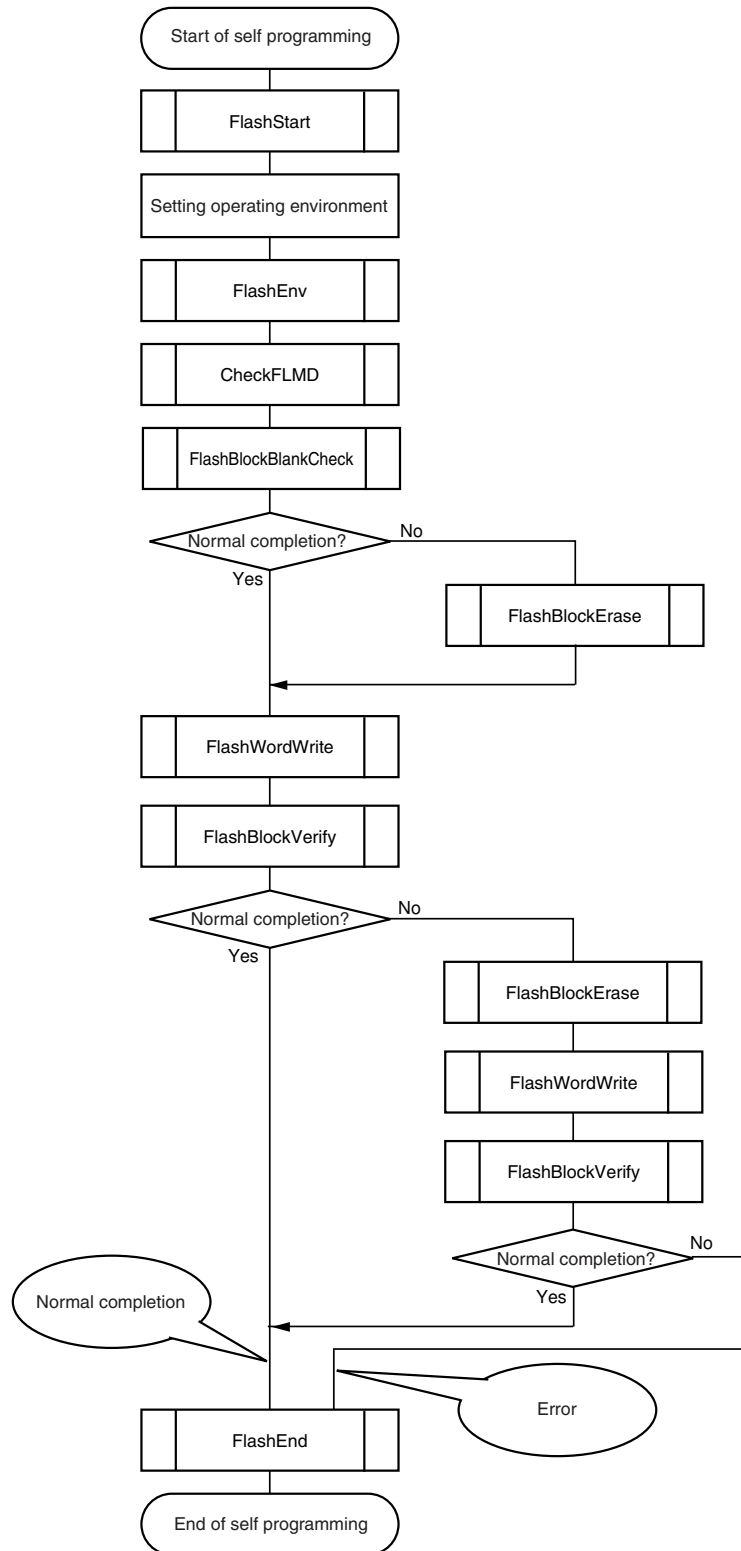 Start of self programming
FlashStart
Setting operating environment
FlashEnv
CheckFLMD
FlashBlockBlankCheck
Normal completion?
No
Yes
FlashBlockErase
FlashWordWrite
FlashBlockVerify
Normal completion?
No
Yes
FlashBlockErase
FlashWordWrite
FlashBlockVerify
Normal completion?
No
Yes
Normal completion
Error
FlashEnd
End of self programming